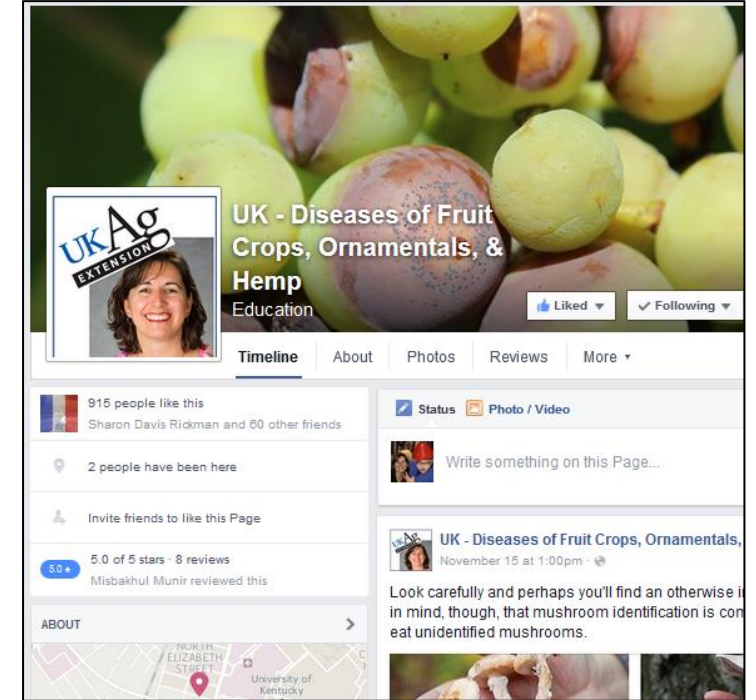 UK - Diseases of Fruit
Crops, Ornamentals, &
Hemp
Education
UKAg
EXTENSION
Liked
Following
Timeline
About
Photos
Reviews
More
915 people like this
Sharon Davis Rickman and 60 other friends
2 people have been here
Invite friends to like this Page
5.0
5.0 of 5 stars · 8 reviews
Misbakhul Munir reviewed this
ABOUT
NORTH
ELIZABETH
STREET
University of
Kentucky
Status
Photo / Video
Write something on this Page...
UKAg
UK - Diseases of Fruit Crops, Ornamentals,
November 15 at 1:00pm ·
Look carefully and perhaps you'll find an otherwise
in mind, though, that mushroom identification is
eat unidentified mushrooms.